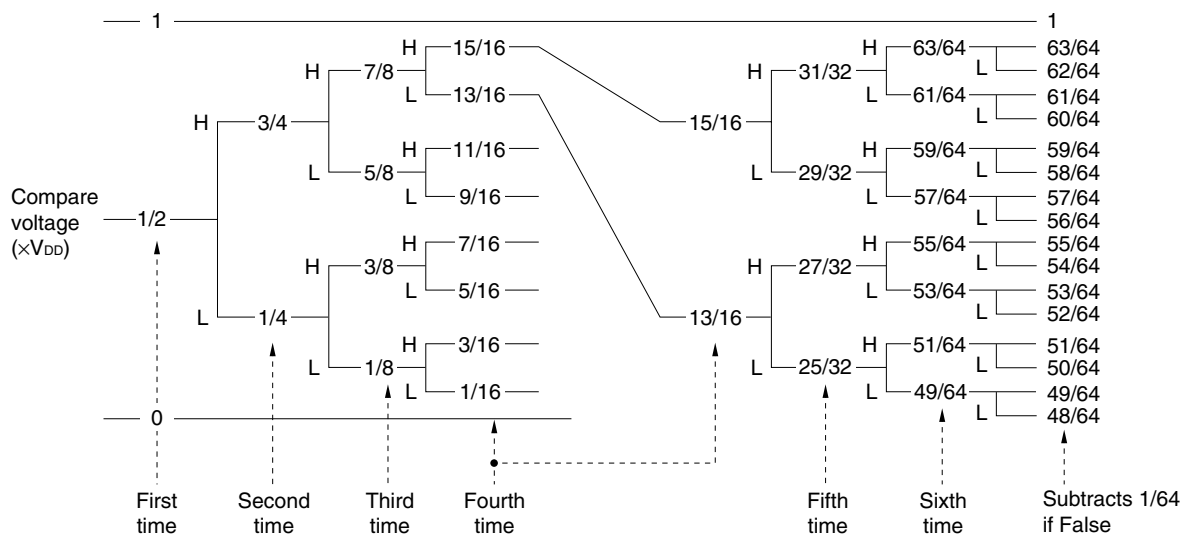 1 1
H 15/16 H 63/64 63/64
H 7/8 H 31/32 L 62/64
L 13/16 L 61/64 61/64
H 3/4 15/16 L 60/64
H 11/16 H 59/64 59/64
L 5/8 L 29/32 L 58/64
L 9/16 L 57/64 57/64
Compare
voltage
(×VDD)
1/2 L 56/64
H 7/16 H 55/64 55/64
H 3/8 H 27/32 L 54/64
L 5/16 L 53/64 53/64
L 1/4 13/16 L 52/64
H 3/16 H 51/64 51/64
L 1/8 L 25/32 L 50/64
L 1/16 L 49/64 49/64
0 L 48/64
First
time
Second
time
Third
time
Fourth
time
Fifth
time
Sixth
time
Subtracts 1/64
if False